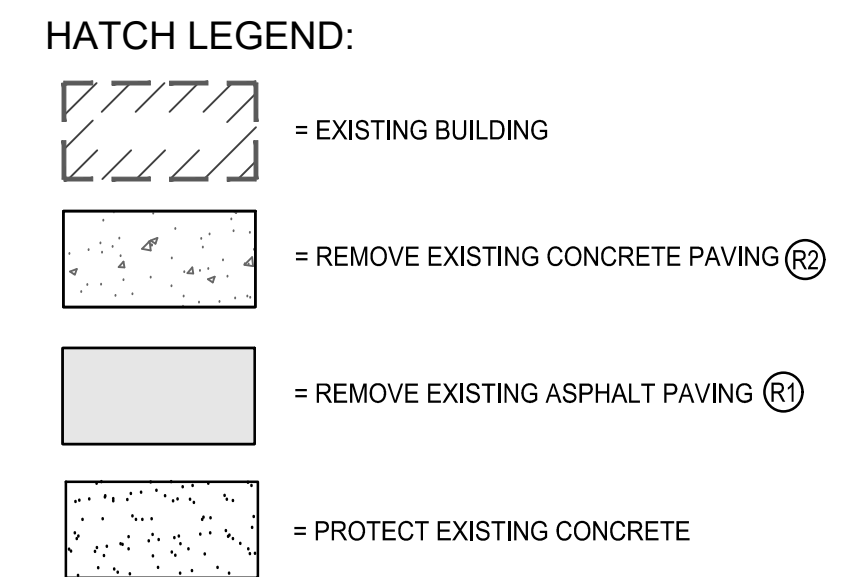 HATCH LEGEND:
= EXISTING BUILDING
= REMOVE EXISTING CONCRETE PAVING R2
= REMOVE EXISTING ASPHALT PAVING R1
= PROTECT EXISTING CONCRETE